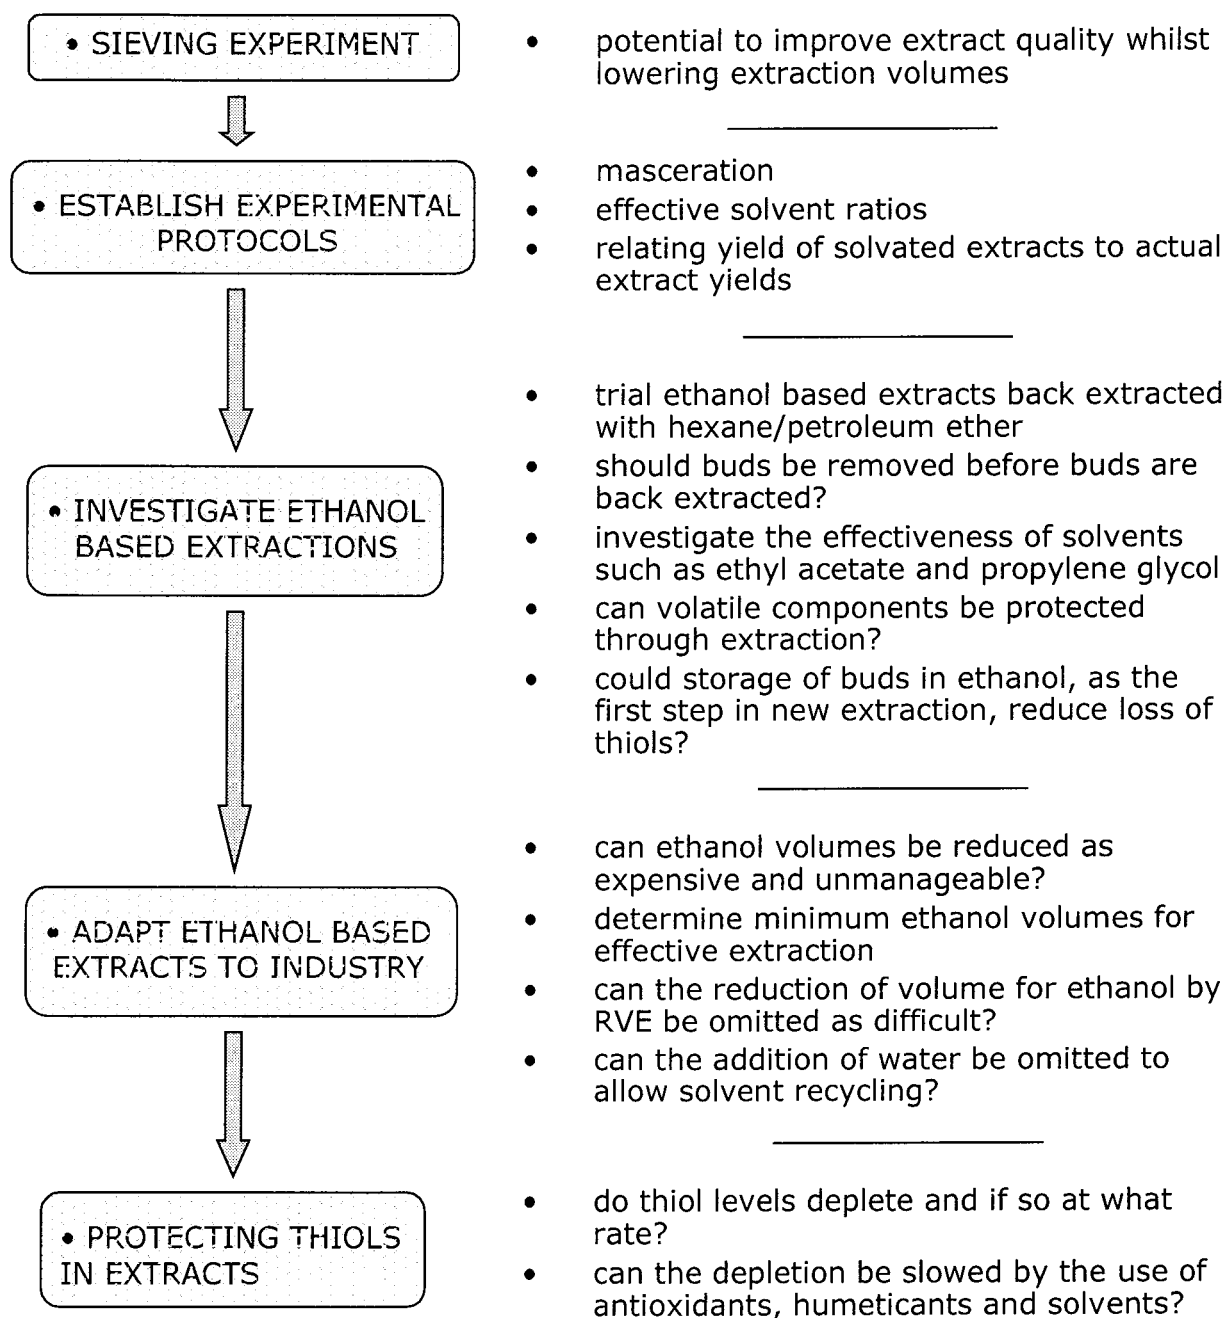 • SIEVING EXPERIMENT
• potential to improve extract quality whilst
lowering extraction volumes
• ESTABLISH EXPERIMENTAL
PROTOCOLS
• masceration
• effective solvent ratios
• relating yield of solvated extracts to actual
extract yields
• INVESTIGATE ETHANOL
BASED EXTRACTIONS
• trial ethanol based extracts back extracted
with hexane/petroleum ether
• should buds be removed before buds are
back extracted?
• investigate the effectiveness of solvents
such as ethyl acetate and propylene glycol
• can volatile components be protected
through extraction?
• could storage of buds in ethanol, as the
first step in new extraction, reduce loss of
thiols?
• ADAPT ETHANOL BASED
EXTRACTS TO INDUSTRY
• can ethanol volumes be reduced as
expensive and unmanageable?
• determine minimum ethanol volumes for
effective extraction
• can the reduction of volume for ethanol by
RVE be omitted as difficult?
• can the addition of water be omitted to
allow solvent recycling?
• PROTECTING THIOLS
IN EXTRACTS
• do thiol levels deplete and if so at what
rate?
• can the depletion be slowed by the use of
antioxidants, humeticants and solvents?